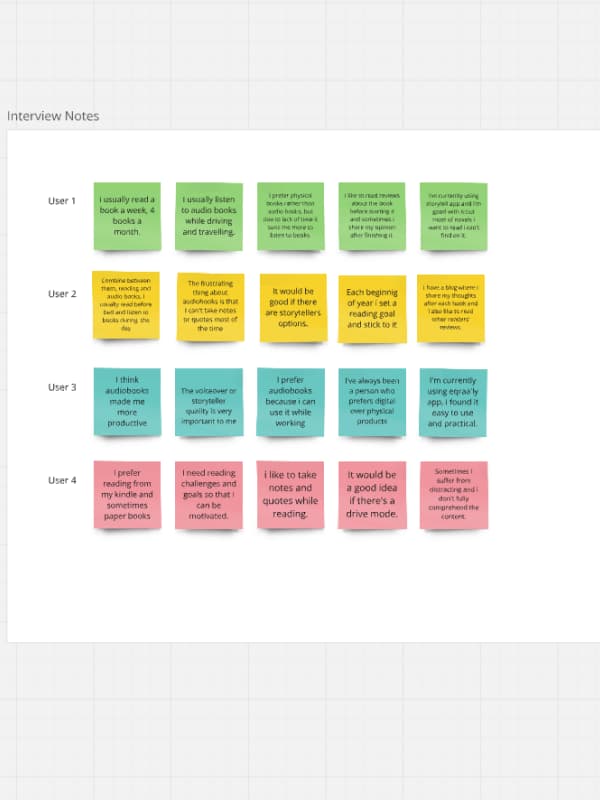 Interview Notes
User 1
i usually read a
book a week, 4
books a
month.
I usually listen
to audio books
while driving
and travelling.
I prefer physical
books rather than
audio books, but
due to lack of time it
suits me more to
listen to books.
I like to read reviews
about the book
before starting it
and sometimes i
share my opinion
after finishing it.
I'm currently using
storytell app and i'm
good with it but
most of novels i
want to read i can't
find on it.
User 2
Combine between
them, reading and
audio books. I
usually read before
bed and listen to
books during the
day
The frustrating
thing about
audiobooks is that
I can't take notes
or quotes most of
the time
It would be
good if there
are storytellers
options.
Each beginnig
of year i set a
reading goal
and stick to it
I have a blog where i
share my thoughts
after each book and
I also like to read
other readers'
reviews.
User 3
I think
audiobooks
made me
more
productive
The voiceover or
storyteller
quality is very
important to me
I prefer
audiobooks
because i can
use it while
working
I've always been
a person who
prefers digital
over physical
products
I'm currently
using eqraa'ly
app, i found it
easy to use
and practical.
User 4
I prefer
reading from
my kindle and
sometimes
paper books
I need reading
challenges and
goals so that i
can be
motivated.
i like to take
notes and
quotes while
reading.
It would be
a good idea
if there's a
drive mode.
Sometimes I
suffer from
distracting and i
don't fully
comprehend the
content.